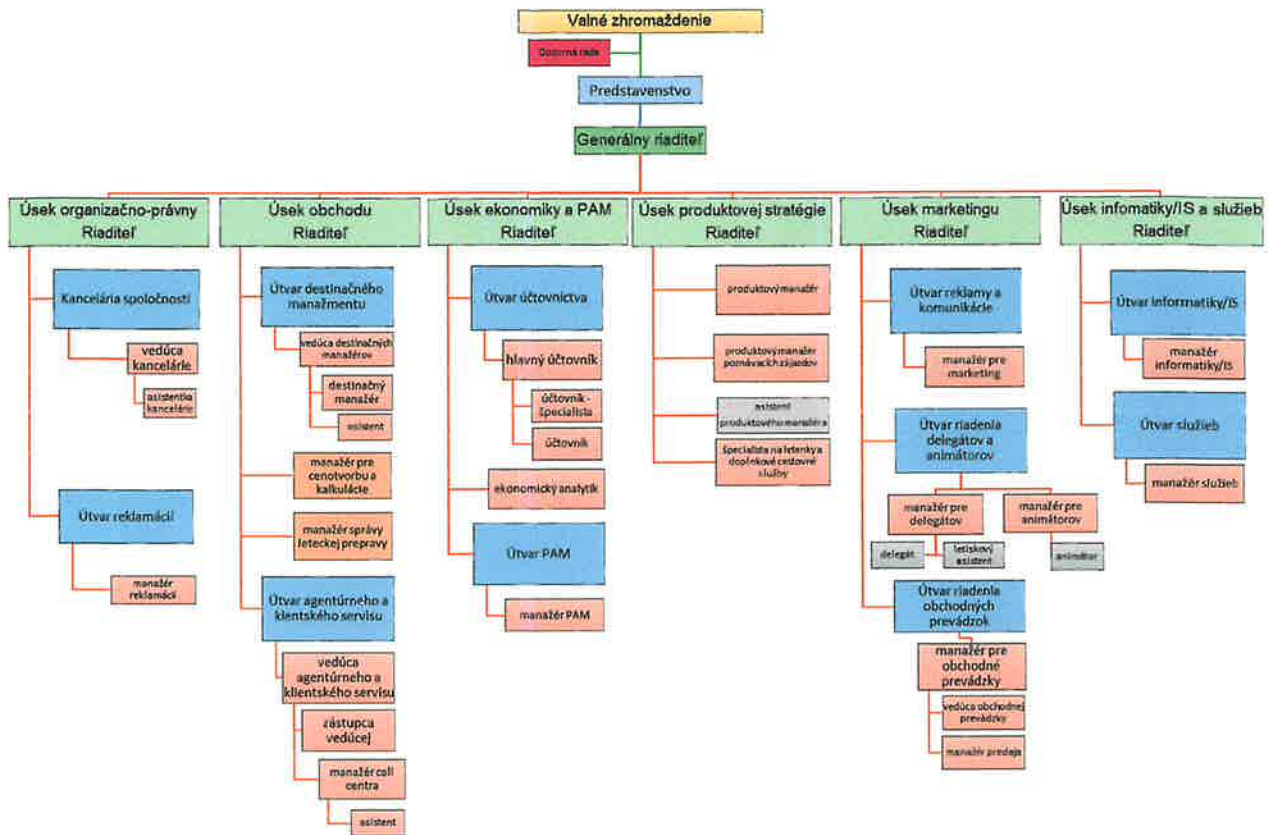 Valné zhromaždenie
Dozorná rada
Predstavenstvo
Generálny riaditeľ
Úsek organizačno-právny
Riaditeľ
Kancelária spoločnosti
vedúca
kancelárie
asistentka
kancelárie
Útvar reklamácií
manažér
reklamácií
Úsek obchodu
Riaditeľ
Útvar destinačného
manažmentu
vedúca destinačných
manažérov
destinačný
manažér
asistent
manažér pre
cenotvorbu a
kalkulácie
manažér správy
leteckej prepravy
Útvar agentúrneho a
klientského servisu
vedúca
agentúrneho a
klientského servisu
zástupca
vedúcej
manažér call
centra
asistent
Úsek ekonomiky a PAM
Riaditeľ
Útvar účtovníctva
hlavný účtovník
účtovník -
špecialista
účtovník
ekonomický analytik
Útvar PAM
manažér PAM
Úsek produktovej stratégie
Riaditeľ
produktový manažér
produktový manažér
poznávacích zájazdov
asistent
produktového manažéra
špecialista na letenky a
doplnkové cestovné
služby
Úsek marketingu
Riaditeľ
Útvar reklamy a
komunikácie
manažér pre
marketing
Útvar riadenia
delegátov a
animátorov
manažér pre
delegátov
delegát
letiskový
asistent
manažér pre
animátorov
animátor
Útvar riadenia
obchodných
prevádzok
manažér pre
obchodné
prevádzky
vedúca obchodnej
prevádzky
manažér predaja
Úsek infomatiky/IS a služieb
Riaditeľ
Útvar informatiky/IS
manažér
informatiky/IS
Útvar služieb
manažér služieb